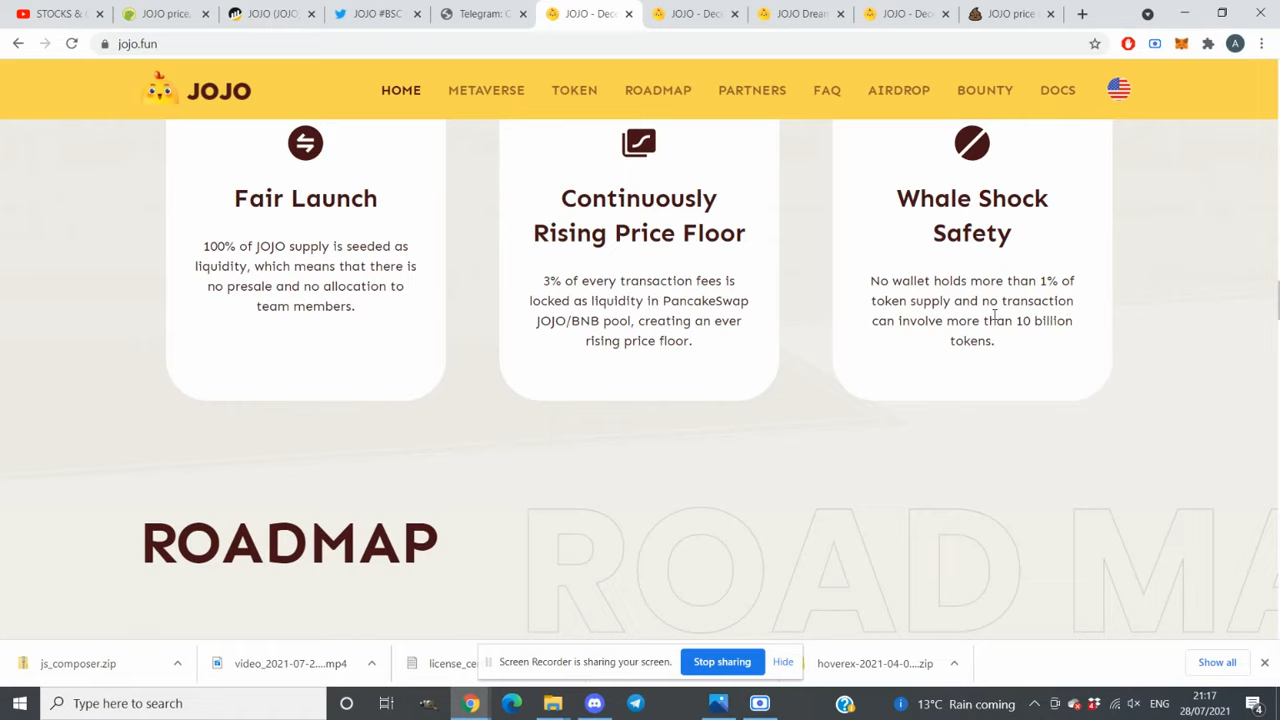 STOCKS & C
JOJO price,
JOJO (JOJO)
JOJO #BSC
Telegram: C
JOJO - Dece
JOJO - Dece
JOJO Dream
JOJO - Dec
JOJO price c
jojo.fun
A
JOJO
HOME
METAVERSE
TOKEN
ROADMAP
PARTNERS
FAQ
AIRDROP
BOUNTY
DOCS
Fair Launch
100% of JOJO supply is seeded as
liquidity, which means that there is
no presale and no allocation to
team members.
Continuously
Rising Price Floor
3% of every transaction fees is
locked as liquidity in PancakeSwap
JOJO/BNB pool, creating an ever
rising price floor.
Whale Shock
Safety
No wallet holds more than 1% of
token supply and no transaction
can involve more than 10 billion
tokens.
ROADMAP
ROAD MA
js_composer.zip
video_2021-07-2....mp4
license_ce
Screen Recorder is sharing your screen.
Stop sharing
Hide
hoverex-2021-04-0....zip
Show all
Type here to search
13°C Rain coming
ENG
21:17
28/07/2021
4